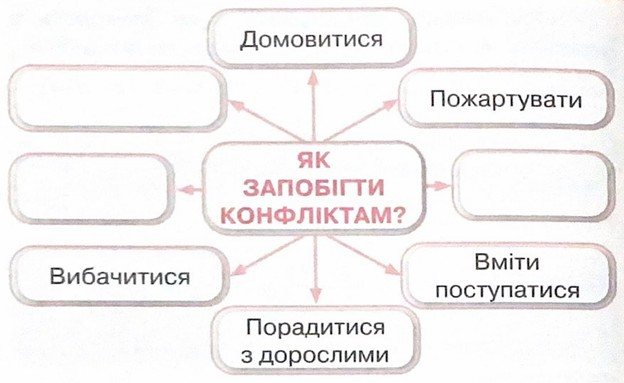 Домовитися
Пожартувати
ЯК
ЗАПОБІГТИ
КОНФЛІКТАМ?
Вибачитися
Вміти
поступатися
Порадитися
з дорослими